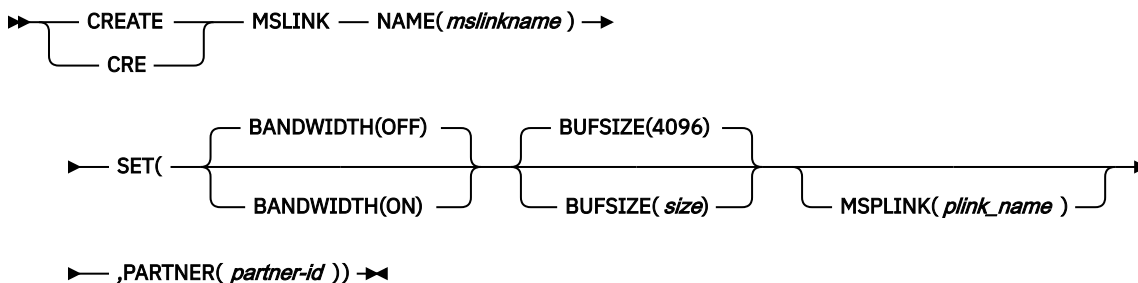 CREATE MSLINK NAME( mslinkname )
CRE
BANDWIDTH(OFF) BUFSIZE(4096)
SET(
BANDWIDTH(ON) BUFSIZE( size) MSPLINK( plink_name )
,PARTNER( partner-id ))